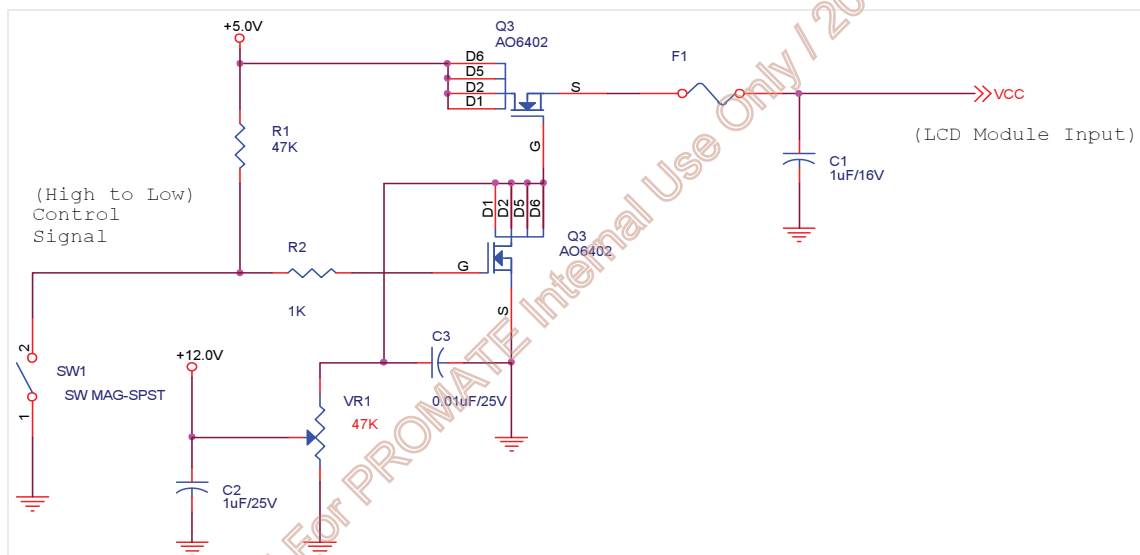 +5.0V
Q3
AO6402
D6
D5
D2
D1
S
G
F1
VCC
(LCD Module Input)
R1
47K
C1
1uF/16V
(High to Low)
Control
Signal
D1
D2
D5
D6
Q3
AO6402
R2
1K
G
S
2
SW1
SW MAG-SPST
1
+12.0V
C3
0.01uF/25V
VR1
47K
C2
1uF/25V
For PROMATE Internal Use Only / 20